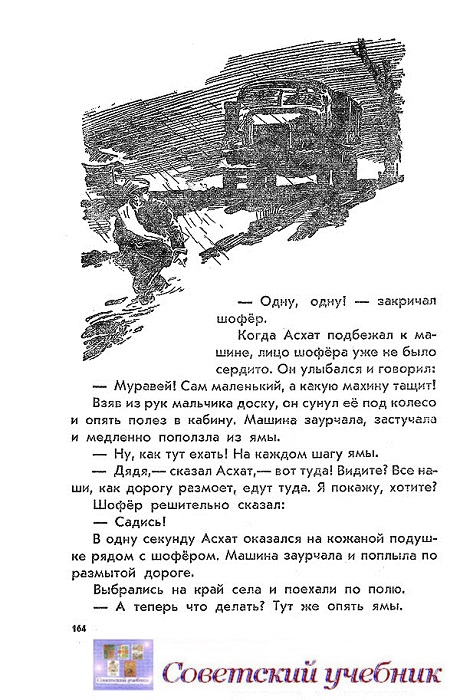 — Одну, одну! — закричал
шофёр.
Когда Асхат подбежал к ма-
шине, лицо шофёра уже не было
сердито. Он улыбался и говорил:
— Муравей! Сам маленький, а какую махину тащит!
Взяв из рук мальчика доску, он сунул её под колесо
и опять полез в кабину. Машина заурчала, застучала
и медленно поползла из ямы.
— Ну, как тут ехать! На каждом шагу ямы.
— Дядя,— сказал Асхат,— вот туда! Видите? Все на-
ши, как дорогу размоет, едут туда. Я покажу, хотите?
Шофёр решительно сказал:
— Садись!
В одну секунду Асхат оказался на кожаной подуш-
ке рядом с шофёром. Машина заурчала и поплыла по
размытой дороге.
Выбрались на край села и поехали по полю.
— А теперь что делать? Тут же опять ямы.
164
Советский учебник
Советский учебник